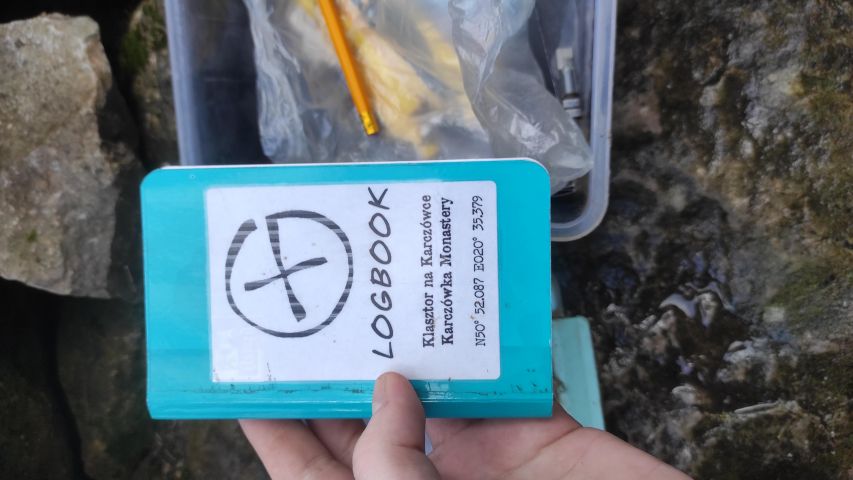 LOGBOOK
Klasztor na Karczówce
Karczówka Monastery
N50° 52.087 E020° 35.379